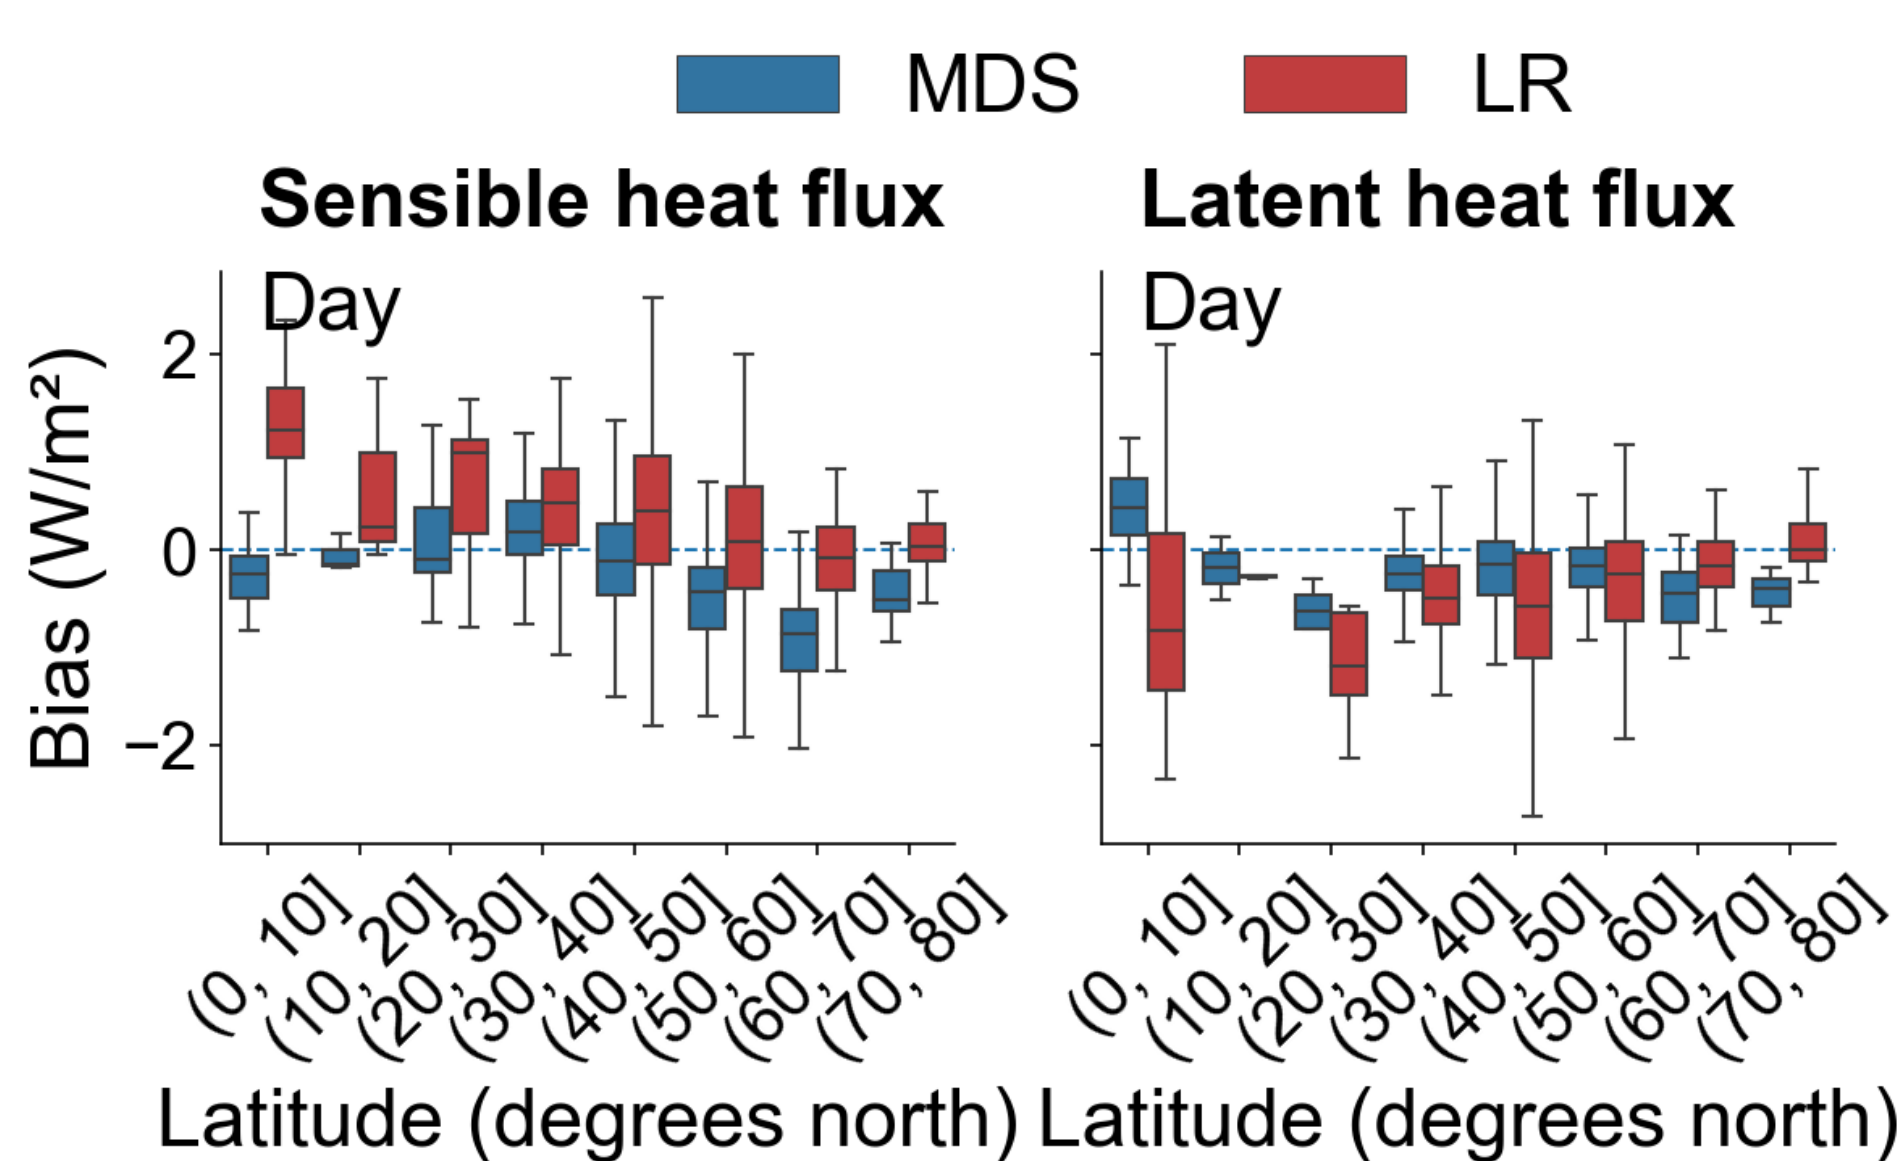 MDS LR
Sensible heat flux
Day
Bias (W/m²)
2
0
−2
(0, 10]
(10, 20]
(20, 30]
(30, 40]
(40, 50]
(50, 60]
(60, 70]
(70, 80]
Latitude (degrees north)
Latent heat flux
Day
(0, 10]
(10, 20]
(20, 30]
(30, 40]
(40, 50]
(50, 60]
(60, 70]
(70, 80]
Latitude (degrees north)